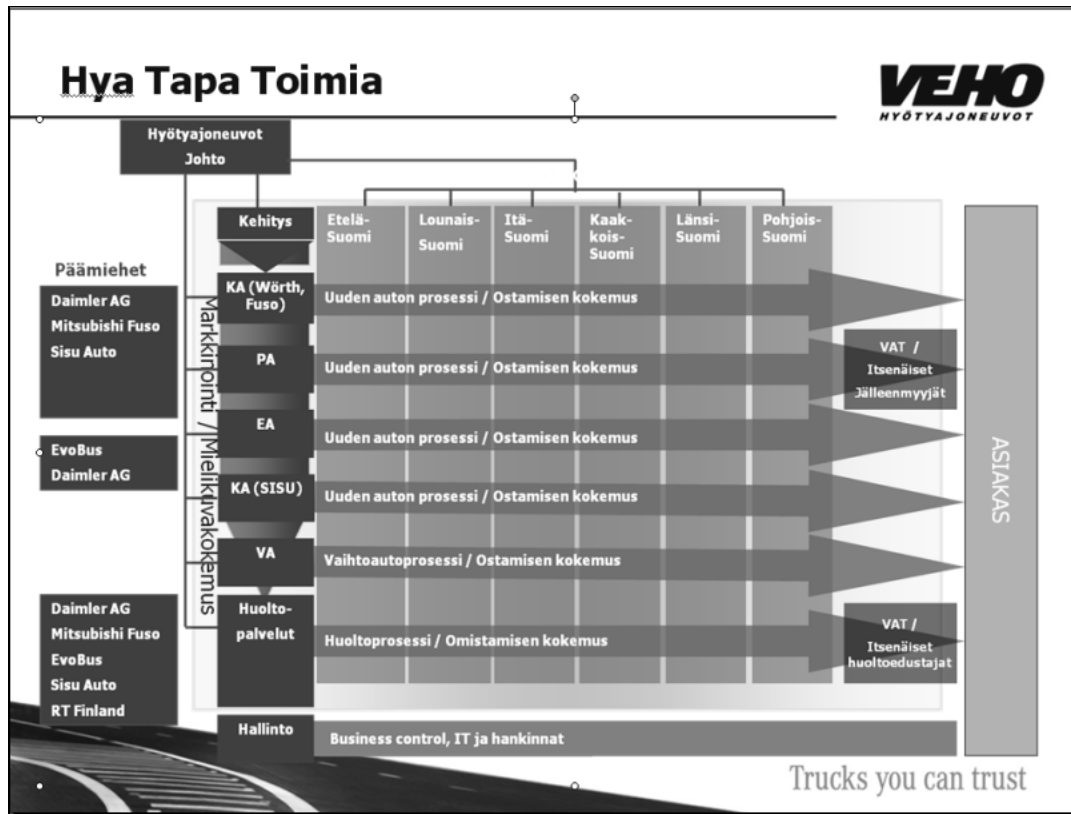 Hya Tapa Toimia
VEHO
HYÖTYAJONEUVOT
Hyötyajoneuvot
Johto
Kehitys
Etelä-
Suomi
Lounais-
Suomi
Itä-
Suomi
Kaak-
kois-
Suomi
Länsi-
Suomi
Pohjois-
Suomi
Päämiehet
Daimler AG
Mitsubishi Fuso
Sisu Auto
EvoBus
Daimler AG
Daimler AG
Mitsubishi Fuso
EvoBus
Sisu Auto
RT Finland
Markkinointi / Mielikuvakokemus
KA (Wörth,
Fuso)
Uuden auton prosessi / Ostamisen kokemus
PA
Uuden auton prosessi / Ostamisen kokemus
VAT /
Itsenäiset
Jälleenmyyjät
EA
Uuden auton prosessi / Ostamisen kokemus
KA (SISU)
Uuden auton prosessi / Ostamisen kokemus
VA
Vaihtoautoprosessi / Ostamisen kokemus
Huolto-
palvelut
Huoltoprosessi / Omistamisen kokemus
VAT /
Itsenäiset
huoltoedustajat
Hallinto
Business control, IT ja hankinnat
ASIAKAS
Trucks you can trust